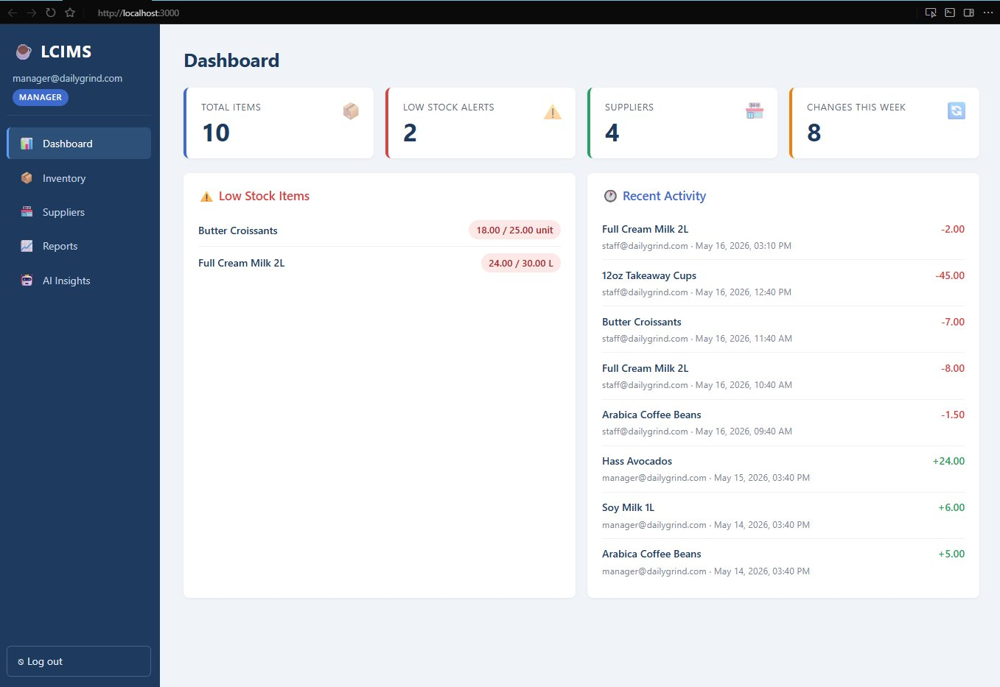 http://localhost:3000
LCIMS
manager@dailygrind.com
MANAGER
Dashboard
Inventory
Suppliers
Reports
AI Insights
Log out
Dashboard
TOTAL ITEMS
10
LOW STOCK ALERTS
2
SUPPLIERS
4
CHANGES THIS WEEK
8
Low Stock Items
Butter Croissants 18.00 / 25.00 unit
Full Cream Milk 2L 24.00 / 30.00 L
Recent Activity
Full Cream Milk 2L -2.00
staff@dailygrind.com · May 16, 2026, 03:10 PM
12oz Takeaway Cups -45.00
staff@dailygrind.com · May 16, 2026, 12:40 PM
Butter Croissants -7.00
staff@dailygrind.com · May 16, 2026, 11:40 AM
Full Cream Milk 2L -8.00
staff@dailygrind.com · May 16, 2026, 10:40 AM
Arabica Coffee Beans -1.50
staff@dailygrind.com · May 16, 2026, 09:40 AM
Hass Avocados +24.00
manager@dailygrind.com · May 15, 2026, 03:40 PM
Soy Milk 1L +6.00
manager@dailygrind.com · May 14, 2026, 03:40 PM
Arabica Coffee Beans +5.00
manager@dailygrind.com · May 14, 2026, 03:40 PM